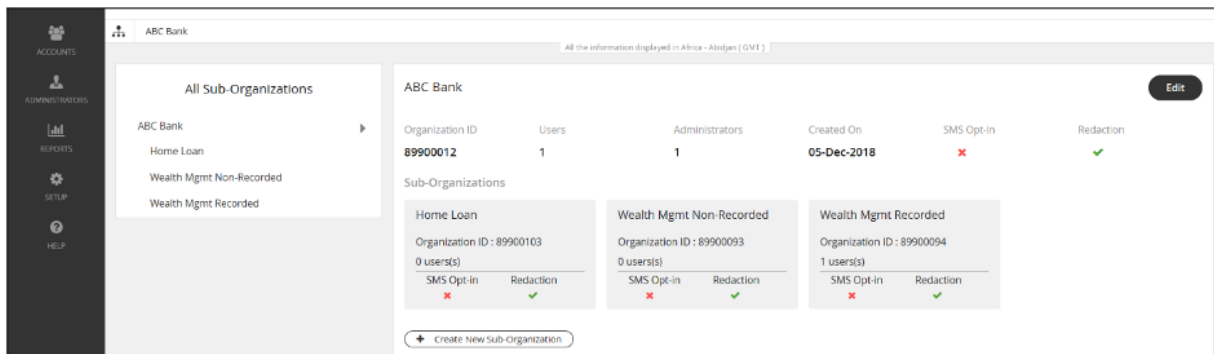 ACCOUNTS
ADMINISTRATORS
REPORTS
SETUP
HELP
ABC Bank
All the information displayed in Africa - Abidjan ( GMT )
All Sub-Organizations
ABC Bank
Home Loan
Wealth Mgmt Non-Recorded
Wealth Mgmt Recorded
ABC Bank
Edit
Organization ID Users Administrators Created On SMS Opt-in Redaction
89900012 1 1 05-Dec-2018
Sub-Organizations
Home Loan
Organization ID : 89900103
0 users(s)
SMS Opt-in Redaction
Wealth Mgmt Non-Recorded
Organization ID : 89900093
0 users(s)
SMS Opt-in Redaction
Wealth Mgmt Recorded
Organization ID : 89900094
1 users(s)
SMS Opt-in Redaction
+ Create New Sub-Organization